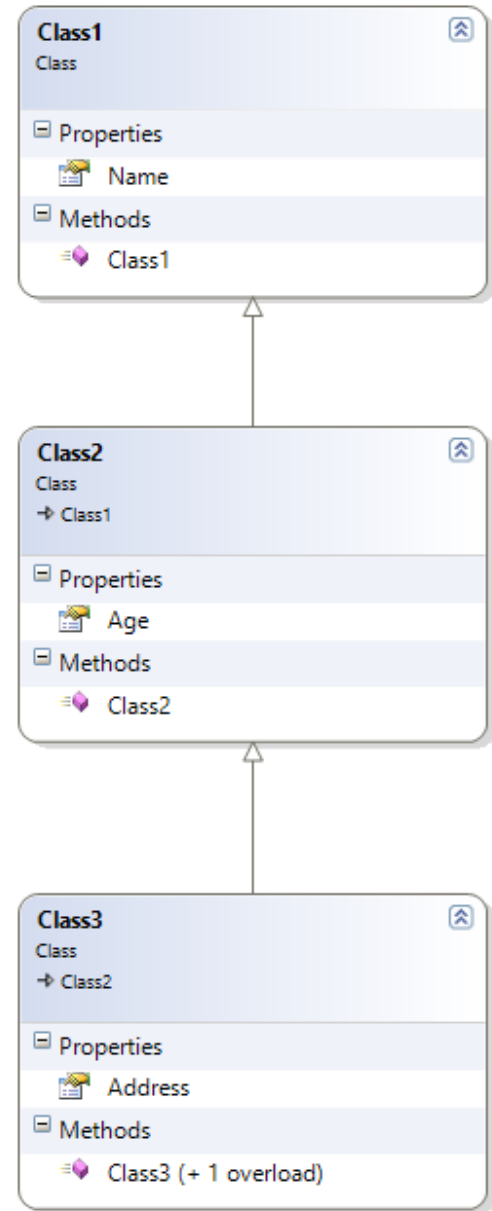 Class1
Class
Properties
Name
Methods
Class1
Class2
Class
Class1
Properties
Age
Methods
Class2
Class3
Class
Class2
Properties
Address
Methods
Class3 (+ 1 overload)